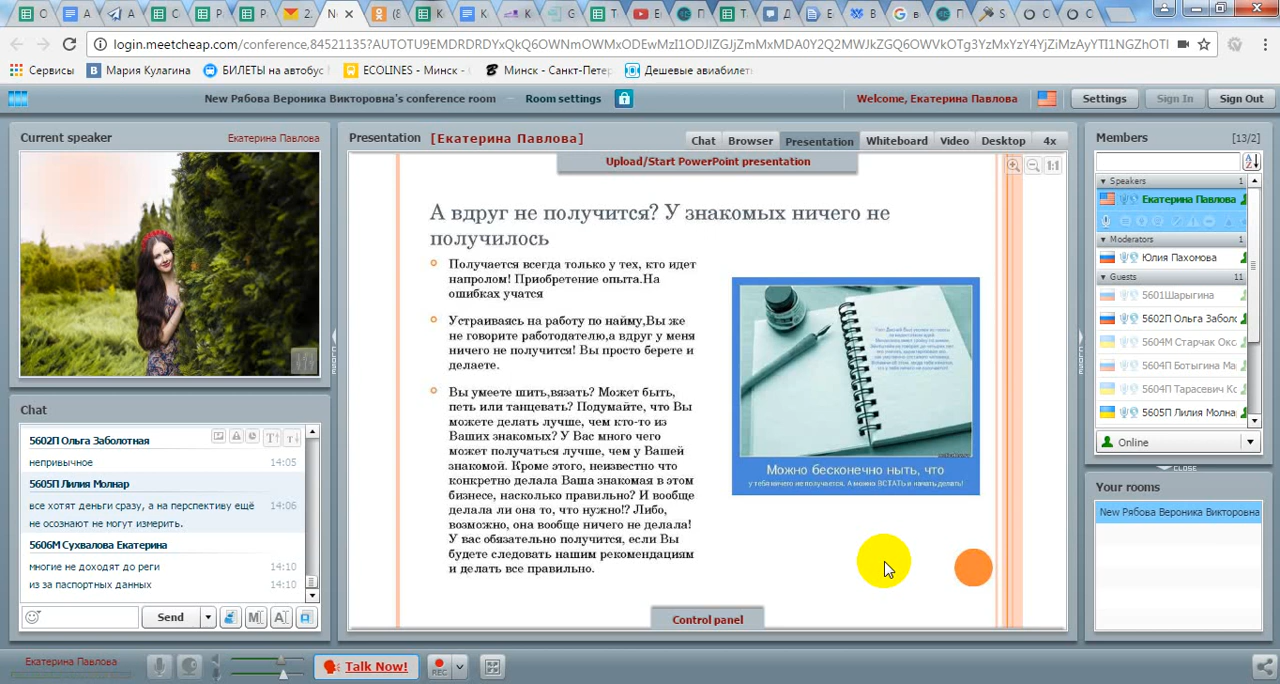 login.meetcheap.com/conference,84521135?AUTOTU9EMDRDRDYxQkQ6OWNmOWMxODEwMzI1ODJlZGJjZmMxMDA0Y2Q2MWJkZGQ6OWVkOTg3YzMxYzY4YjZiMzAyYTI1NGZhOTI
Сервисы
Мария Кулагина
БИЛЕТЫ на автобус
ECOLINES - Минск -
Минск - Санкт-Петер
Дешевые авиабилет
New Рябова Вероника Викторовна's conference room
Room settings
Welcome, Екатерина Павлова
Settings
Sign In
Sign Out
Current speaker
Екатерина Павлова
Presentation
[Екатерина Павлова]
Chat
Browser
Presentation
Whiteboard
Video
Desktop
4x
Upload/Start PowerPoint presentation
1:1
А вдруг не получится? У знакомых ничего не
получилось
Получается всегда только у тех, кто идет
напролом! Приобретение опыта.На
ошибках учатся
Устраиваясь на работу по найму,Вы же
не говорите работодателю,а вдруг у меня
ничего не получится! Вы просто берете и
делаете.
Вы умеете шить,вязать? Может быть,
петь или танцевать? Подумайте, что Вы
можете делать лучше, чем кто-то из
Ваших знакомых? У Вас много чего
может получаться лучше, чем у Вашей
знакомой. Кроме этого, неизвестно что
конкретно делала Ваша знакомая в этом
бизнесе, насколько правильно? И вообще
делала ли она то, что нужно!? Либо,
возможно, она вообще ничего не делала!
У вас обязательно получится, если Вы
будете следовать нашим рекомендациям
и делать все правильно.
Можно бесконечно ныть, что
у тебя ничего не получается. А можно ВСТАТЬ и начать делать!
Control panel
Chat
5602П Ольга Заболотная
непривычное 14:05
5605П Лилия Молнар
все хотят деньги сразу, а на перспективу ещё 14:06
не осознают не могут измерить.
5606М Сухвалова Екатерина
многие не доходят до реги 14:10
из за паспортных данных 14:10
Send
Members
[13/2]
Speakers 1
Екатерина Павлова
Moderators 1
Юлия Пахомова
Guests 11
5601Шарыгина
5602П Ольга Заболо
5604М Старчак Окс
5604П Ботыгина Ма
5604П Тарасевич Кс
5605П Лилия Молна
Online
CLOSE
Your rooms
New Рябова Вероника Викторовна
Екатерина Павлова
Talk Now!
REC